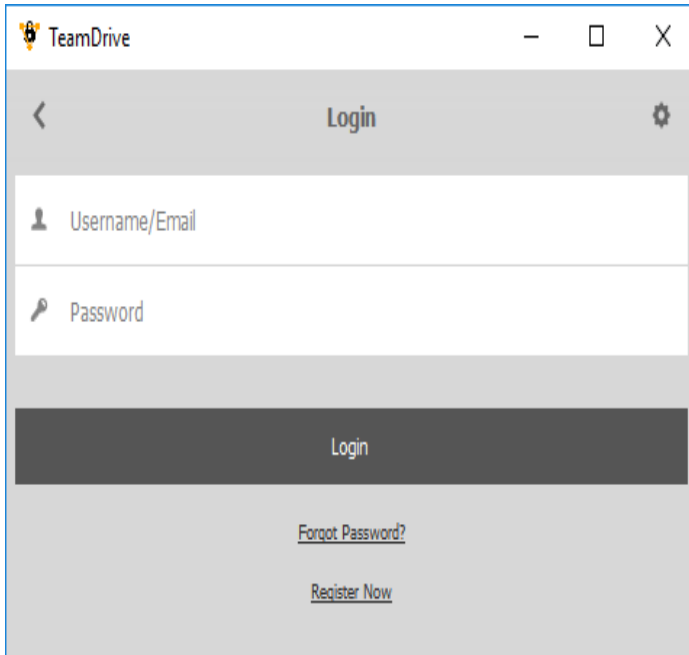 TeamDrive
Login
Username/Email
Password
Login
Forgot Password?
Register Now